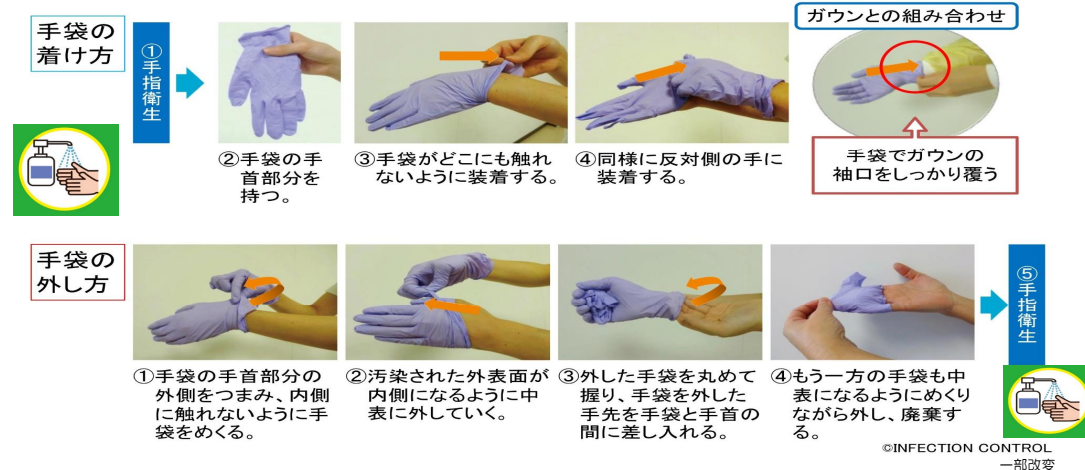 手袋の
着け方
①手指衛生
②手袋の手
首部分を
持つ。
③手袋がどこにも触れ
ないように装着する。
④同様に反対側の手に
装着する。
ガウンとの組み合わせ
手袋でガウンの
袖口をしっかり覆う
手袋の
外し方
①手袋の手首部分の
外側をつまみ、内側
に触れないように手
袋をめくる。
②汚染された外表面が
内側になるように中
表に外していく。
③外した手袋を丸めて
握り、手袋を外した
手先を手袋と手首の
間に差し入れる。
④もう一方の手袋も中
表になるようにめくり
ながら外し、廃棄す
る。
⑤手指衛生
©INFECTION CONTROL
一部改変